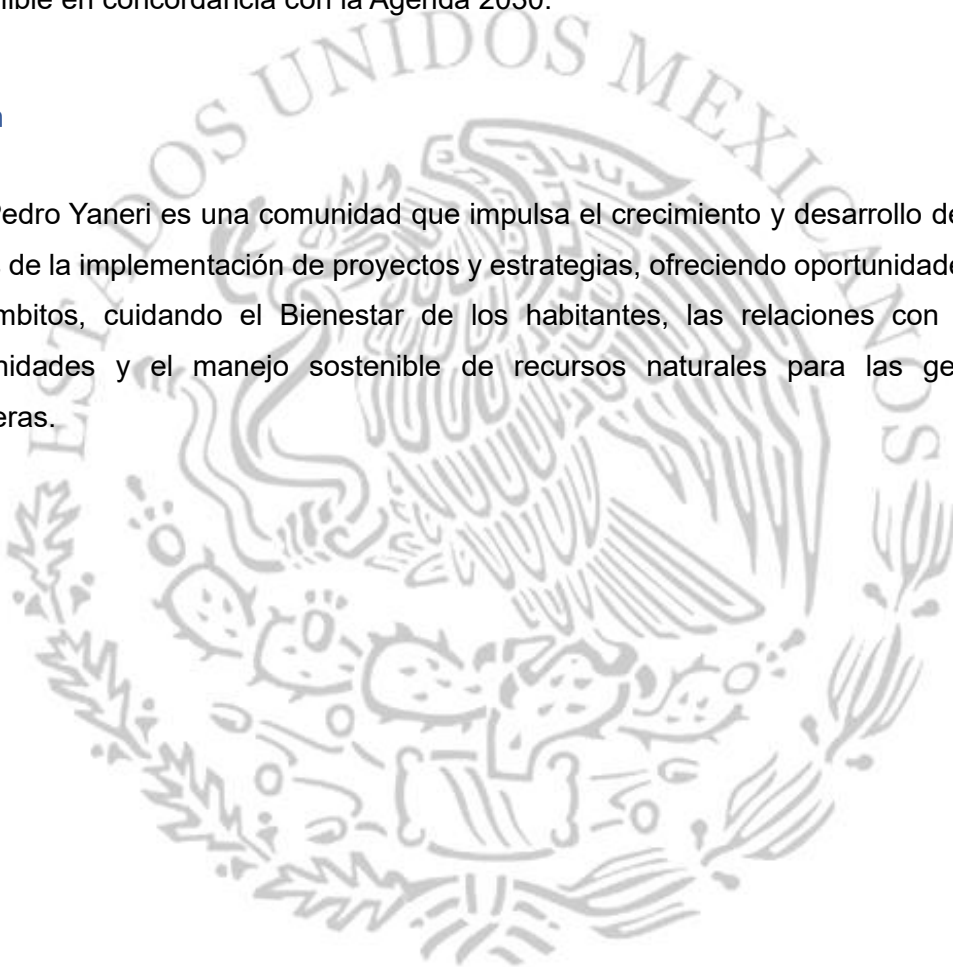 nible en concordancia con la Agenda 2030.
n
Pedro Yaneri es una comunidad que impulsa el crecimiento y desarrollo de
s de la implementación de proyectos y estrategias, ofreciendo oportunidade
mbitos, cuidando el Bienestar de los habitantes, las relaciones con
nidades y el manejo sostenible de recursos naturales para las ge
eras.
ESTADOS UNIDOS MEXICANOS